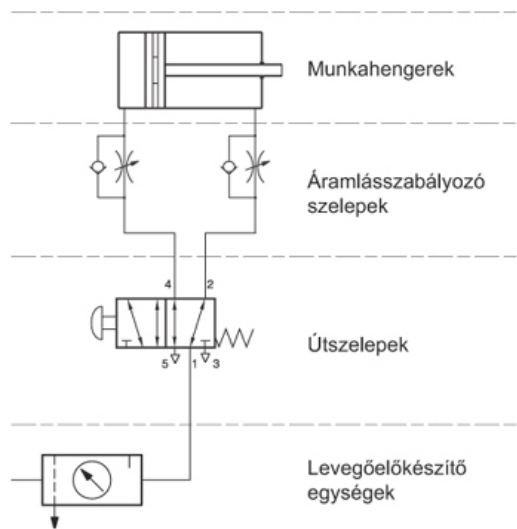 Munkahengerek
Áramlásszabályozó
szelepek
4 2
Útszelepek
5 1 3
Levegőelőkészítő
egységek